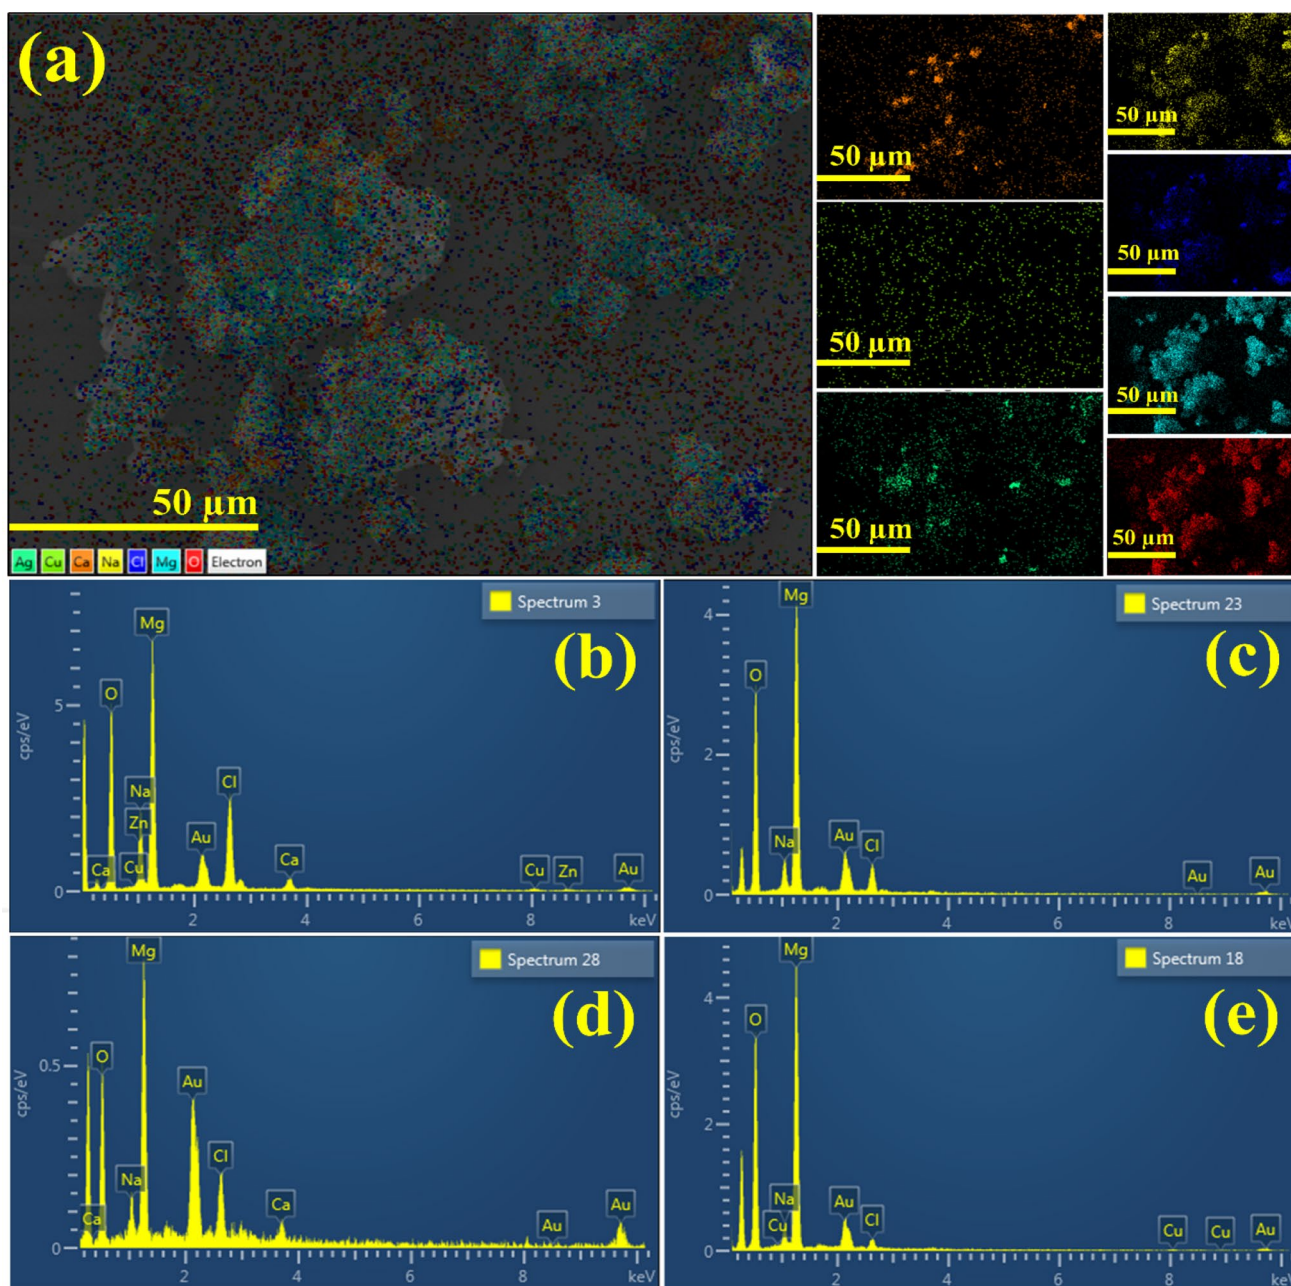 (a)
50 µm
Ag Cu Ca Na Cl Mg O Electron
50 µm
50 µm
50 µm
50 µm
50 µm
50 µm
50 µm
Spectrum 3
(b)
Mg
O
5
cps/eV
Na
Cl
Zn
Au
Ca
Cu
Ca
Cu
Zn
Au
0
2
4
6
8
keV
Spectrum 23
(c)
4
Mg
O
cps/eV
2
Na
Au
Cl
Au
Au
0
2
4
6
8
keV
Spectrum 28
(d)
Mg
0.5
O
cps/eV
Au
Na
Cl
Ca
Ca
Au
Au
0
2
4
6
8
Spectrum 18
(e)
Mg
4
O
cps/eV
2
Na
Au
Cu
Cl
Cu
Cu
Au
0
2
4
6
8
keV